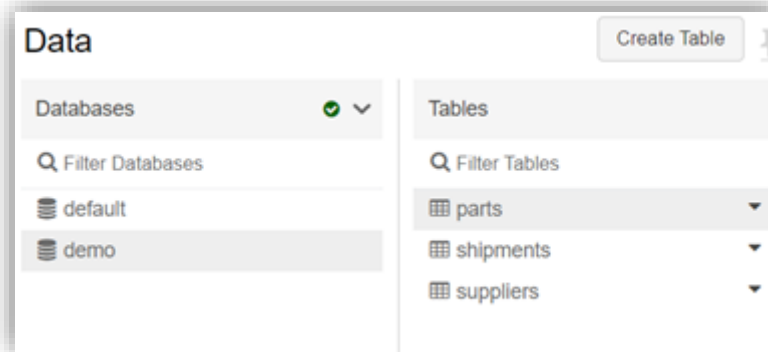 Data
Create Table
Databases
Tables
Filter Databases
Filter Tables
default
parts
demo
shipments
suppliers